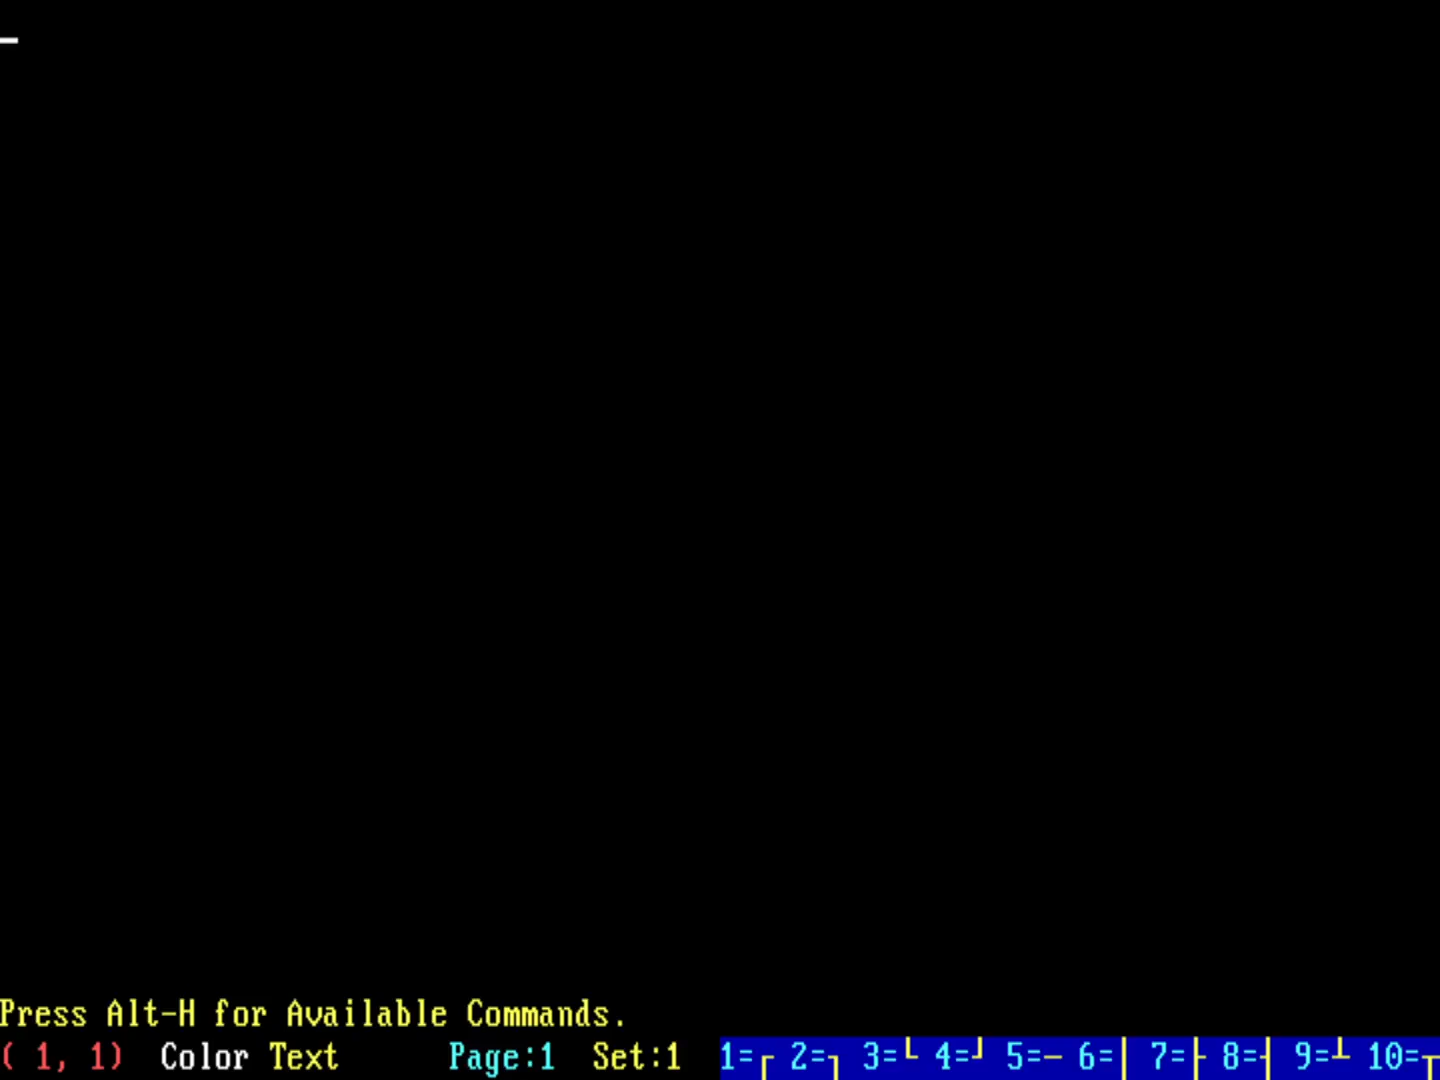 Press Alt-H for Available Commands.
( 1, 1)  Color Text      Page:1  Set:1  1=┌ 2=┐ 3=└ 4=┘ 5=─ 6=│ 7=├ 8=┤ 9=┴ 10=┬